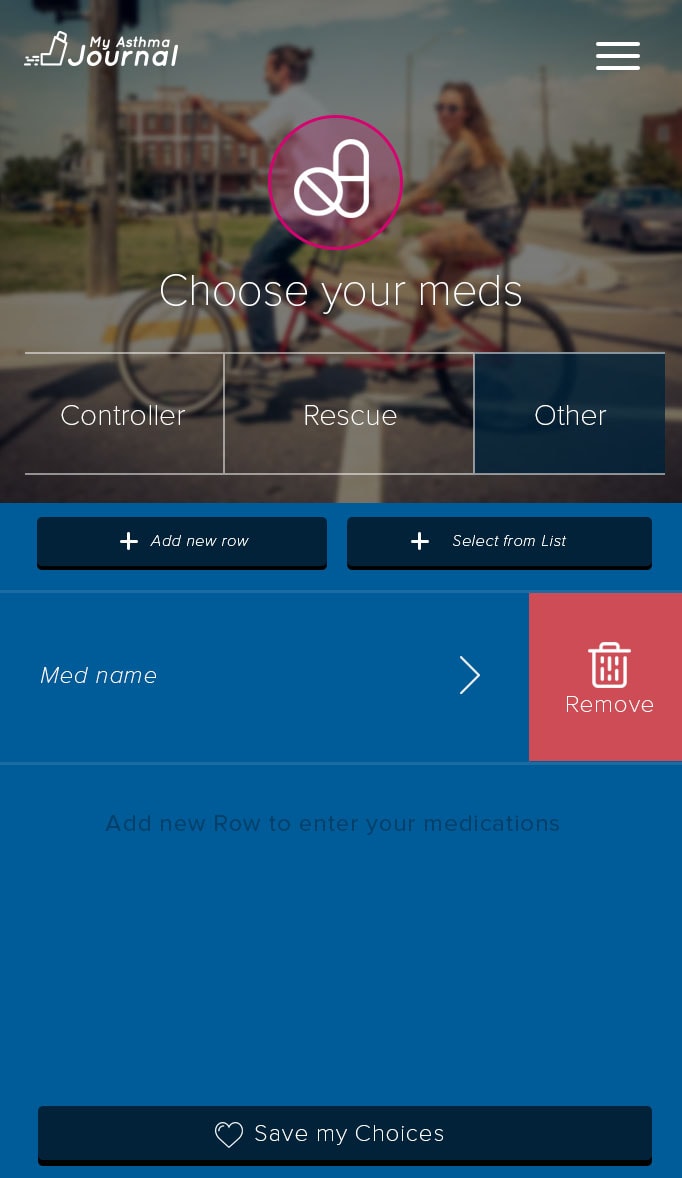 My Asthma
Journal
Choose your meds
Controller
Rescue
Other
Add new row
Select from List
Med name
Remove
Add new Row to enter your medications
Save my Choices